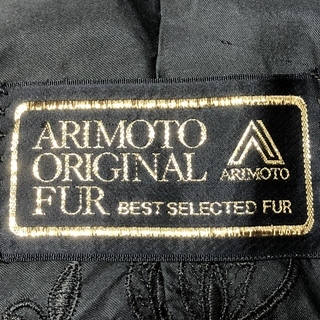 ARIMOTO
ORIGINAL
FUR BEST SELECTED FUR
ARIMOTO